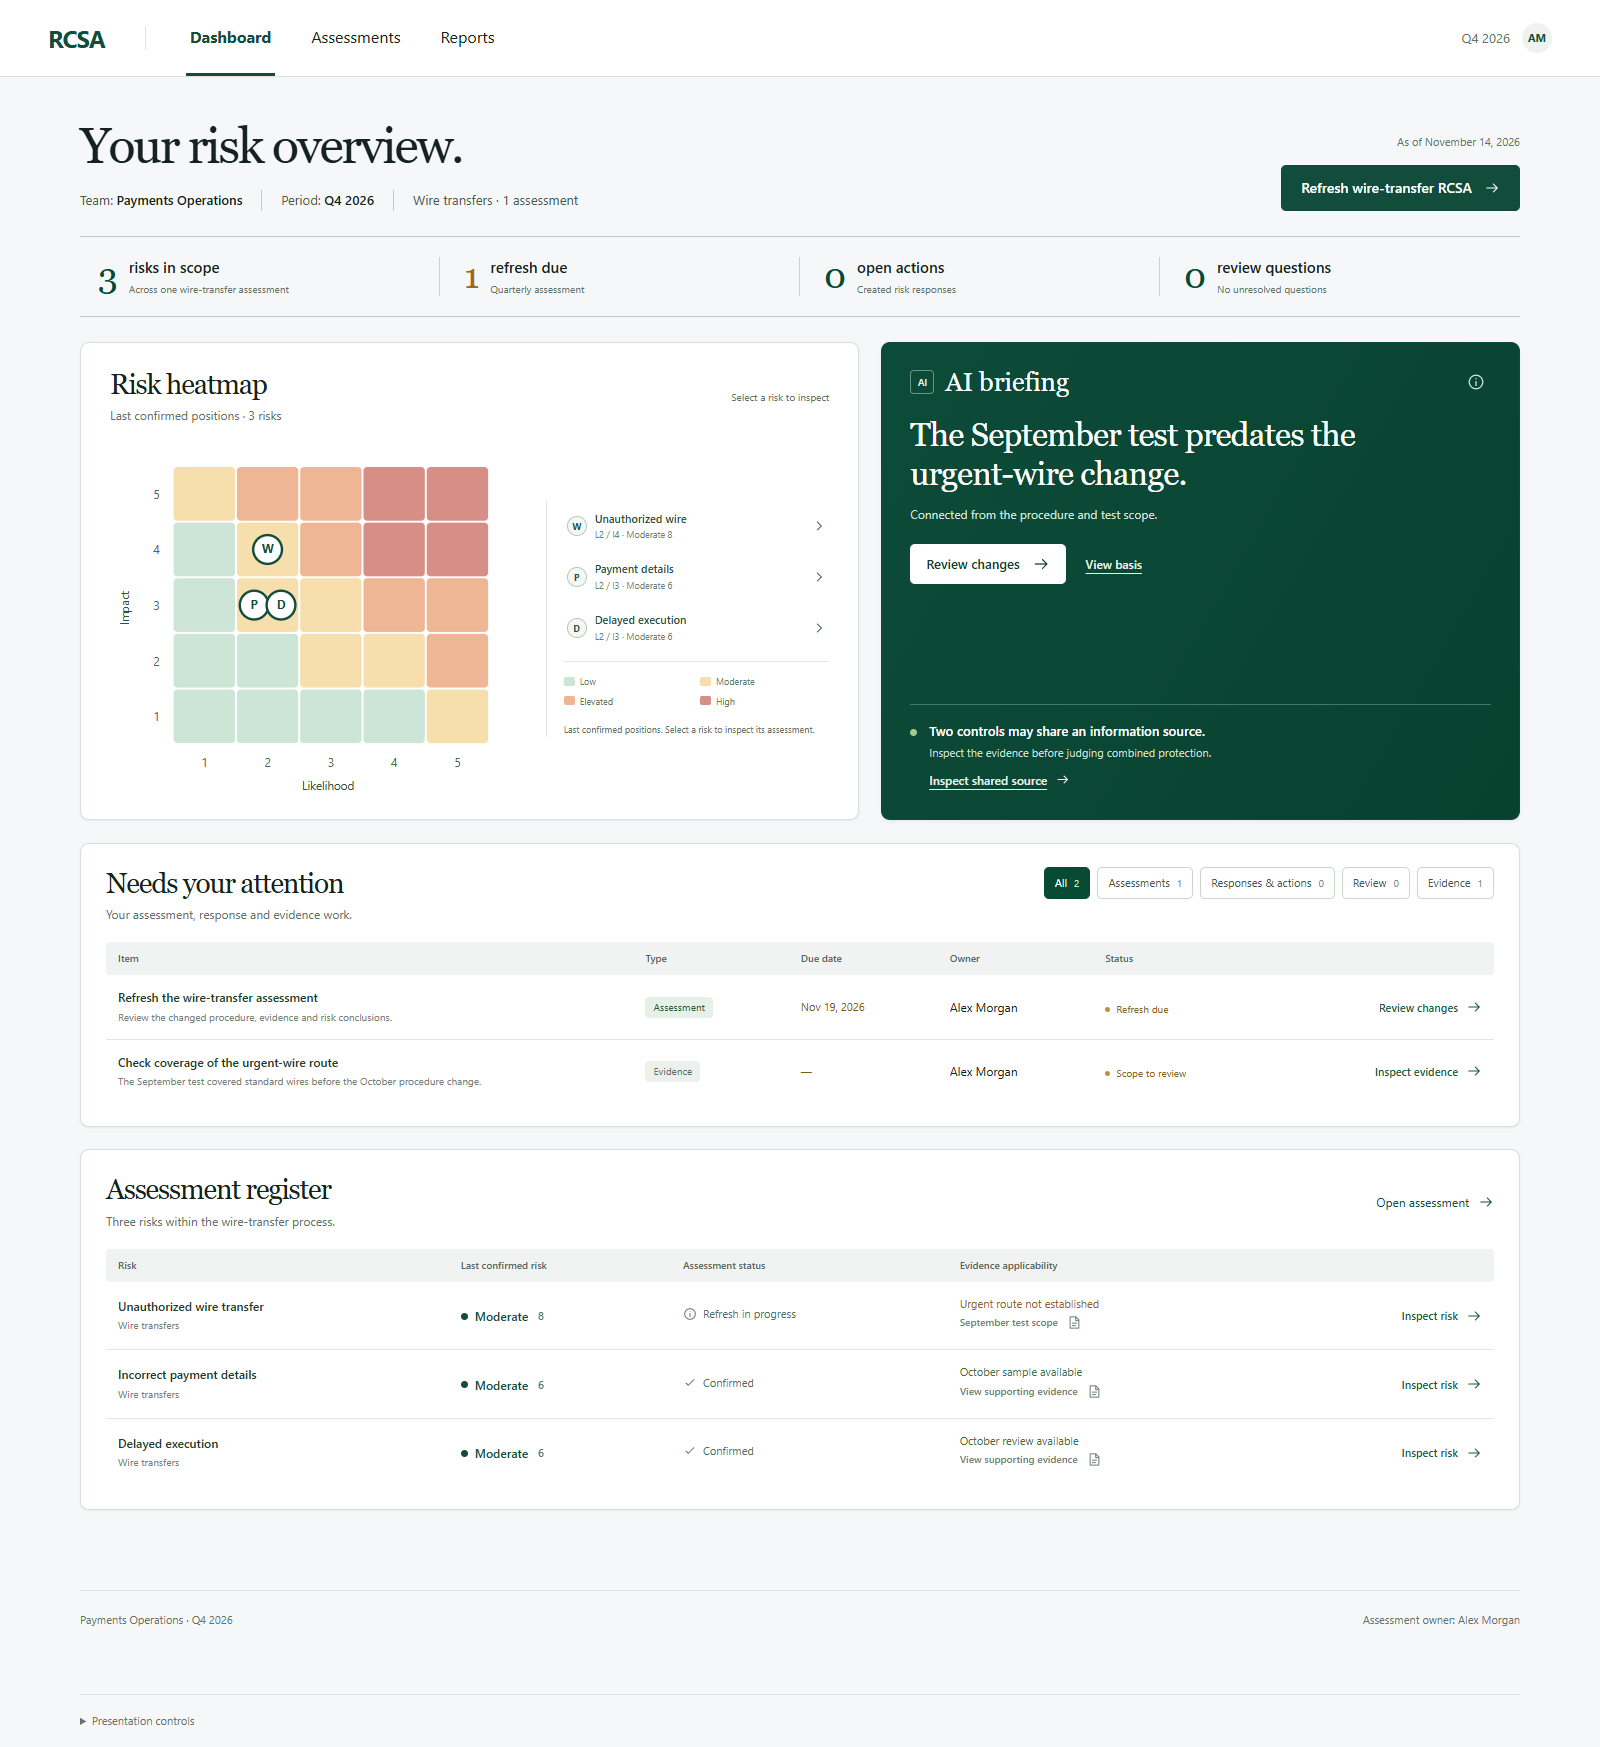 RCSA
Dashboard
Assessments
Reports
Q4 2026
AM
Your risk overview.
Team: Payments Operations
Period: Q4 2026
Wire transfers · 1 assessment
As of November 14, 2026
Refresh wire-transfer RCSA →
3 risks in scope
Across one wire-transfer assessment
1 refresh due
Quarterly assessment
0 open actions
Created risk responses
0 review questions
No unresolved questions
Risk heatmap
Last confirmed positions · 3 risks
Select a risk to inspect
5
4
W
3
P D
2
1
Impact
1 2 3 4 5
Likelihood
W Unauthorized wire
L2 / I4 · Moderate 8
P Payment details
L2 / I3 · Moderate 6
D Delayed execution
L2 / I3 · Moderate 6
Low
Moderate
Elevated
High
Last confirmed positions. Select a risk to inspect its assessment.
AI AI briefing
The September test predates the
urgent-wire change.
Connected from the procedure and test scope.
Review changes →
View basis
Two controls may share an information source.
Inspect the evidence before judging combined protection.
Inspect shared source →
Needs your attention
Your assessment, response and evidence work.
All 2
Assessments 1
Responses & actions 0
Review 0
Evidence 1
Item Type Due date Owner Status
Refresh the wire-transfer assessment
Review the changed procedure, evidence and risk conclusions.
Assessment
Nov 19, 2026
Alex Morgan
Refresh due
Review changes →
Check coverage of the urgent-wire route
The September test covered standard wires before the October procedure change.
Evidence
—
Alex Morgan
Scope to review
Inspect evidence →
Assessment register
Three risks within the wire-transfer process.
Open assessment →
Risk Last confirmed risk Assessment status Evidence applicability
Unauthorized wire transfer
Wire transfers
Moderate 8
Refresh in progress
Urgent route not established
September test scope
Inspect risk →
Incorrect payment details
Wire transfers
Moderate 6
Confirmed
October sample available
View supporting evidence
Inspect risk →
Delayed execution
Wire transfers
Moderate 6
Confirmed
October review available
View supporting evidence
Inspect risk →
Payments Operations · Q4 2026
Assessment owner: Alex Morgan
Presentation controls